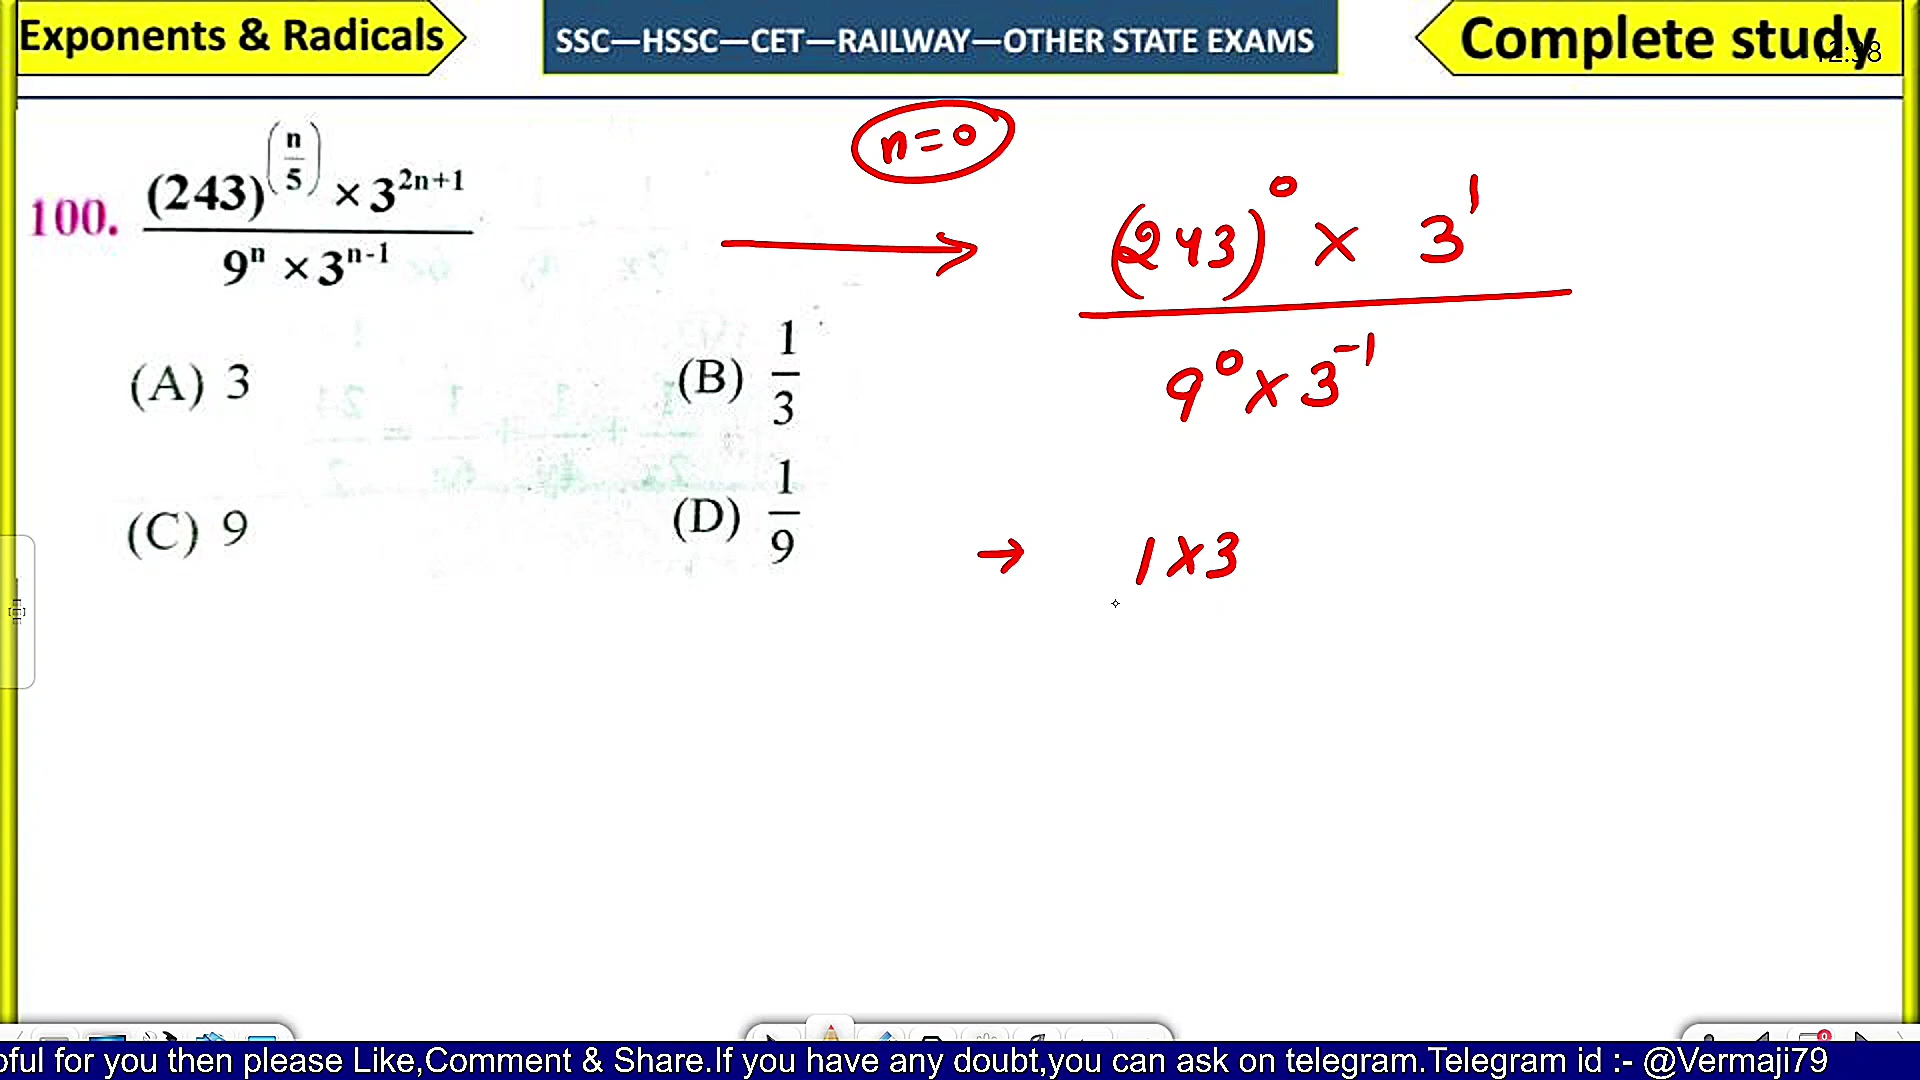 Exponents & Radicals
SSC—HSSC—CET—RAILWAY—OTHER STATE EXAMS
Complete study
12:38
n=0
100. (243)^(n/5) × 3^2n+1
9^n × 3^n-1
(243)^0 × 3^1
9^0 × 3^-1
(A) 3
(B) 1/3
(C) 9
(D) 1/9
→ 1×3
pful for you then please Like,Comment & Share.If you have any doubt,you can ask on telegram.Telegram id :- @Vermaji79